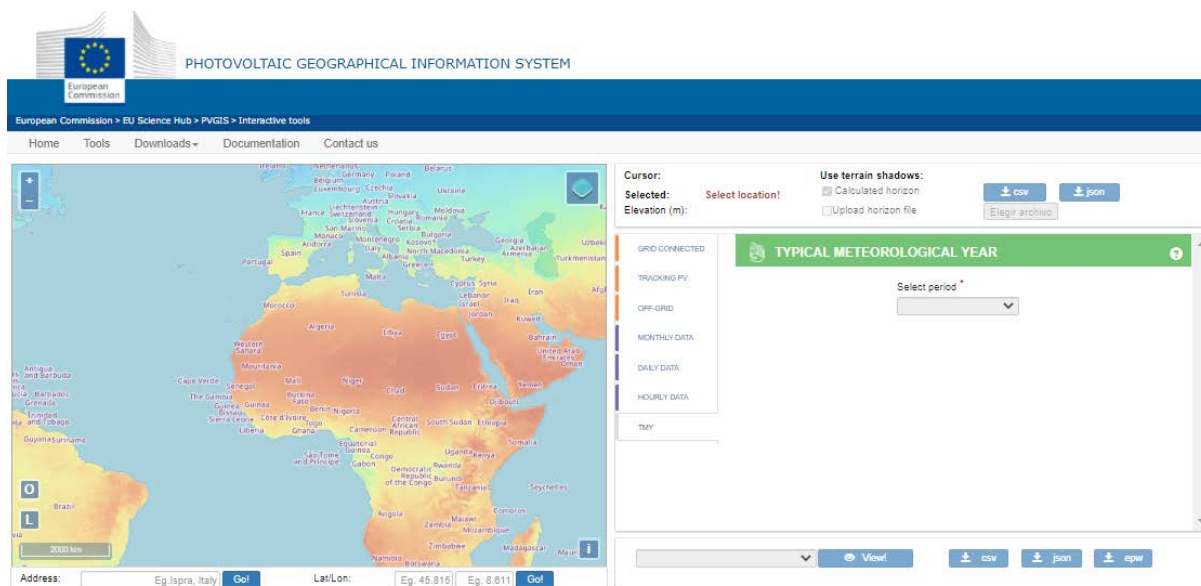 European
Commission
PHOTOVOLTAIC GEOGRAPHICAL INFORMATION SYSTEM
European Commission > EU Science Hub > PVGIS > Interactive tools
Home Tools Downloads Documentation Contact us
+
−
Belarus
Germany Poland
Belgium
Luxembourg Czechia Slovakia Ukraine
Austria
Liechtenstein
France Switzerland Hungary Moldova
Slovenia Croatia Romania
San Marino Serbia
Monaco Montenegro Kosovo* Bulgaria
Andorra Italy North Macedonia
Spain Albania
Portugal Greece Turkey
Georgia
Azerbaijan
Armenia
Turkmenistan
Malta
Tunisia
Cyprus Syria
Lebanon
Israel Iraq Iran
Jordan
Morocco
Kuwait
Algeria Libya Egypt
Bahrain
Western
Sahara
United Arab
Emirates
Oman
Mauritania
Cape Verde Senegal Mali Niger Chad Sudan Eritrea Yemen
The Gambia Burkina
Faso
Djibouti
Guinea Guinea
Bissau
Benin Nigeria
Sierra Leone Côte d'Ivoire Togo
Liberia Ghana
Cameroon Central
African
Republic
South Sudan Ethiopia
Somalia
Equatorial
Guinea
São Tomé
and Príncipe Gabon Congo
Uganda Kenya
Democratic Rwanda
Republic Burundi
of the Congo
Tanzania
Seychelles
Angola
Malawi
Comoros
Zambia
Mozambique
Zimbabwe
Madagascar
Namibia
Botswana
Antigua
and Barbuda
Barbados
Grenada
Trinidad
and Tobago
Guyana Suriname
Brazil
O
L
2000 km
i
Address: Eg.Ispra, Italy Go! Lat/Lon: Eg. 45.815 Eg. 8.611 Go!
Cursor:
Selected: Select location!
Elevation (m):
Use terrain shadows:
Calculated horizon
csv json
Upload horizon file
Elegir archivo
GRID CONNECTED
TRACKING PV
OFF-GRID
MONTHLY DATA
DAILY DATA
HOURLY DATA
TMY
TYPICAL METEOROLOGICAL YEAR
?
Select period *
View! csv json epw